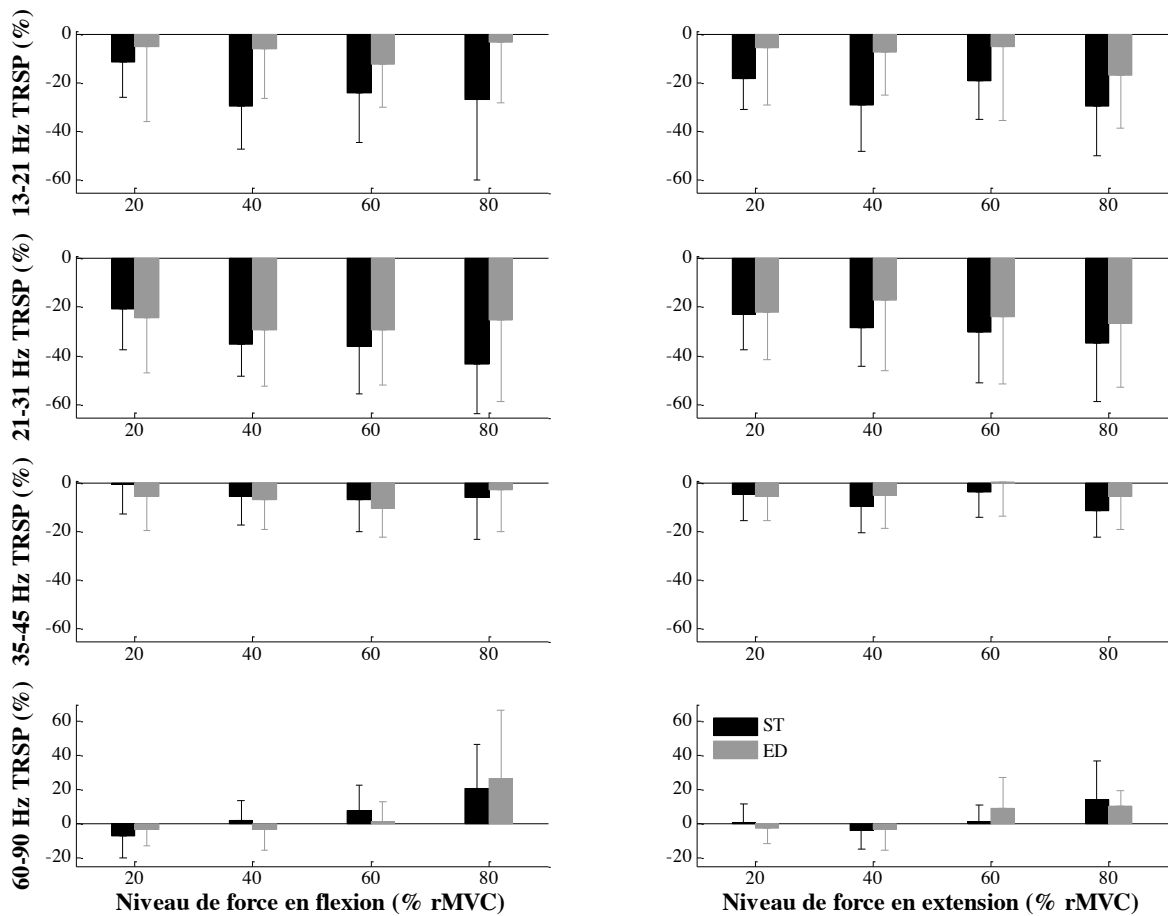 13-21 Hz TRSP (%)
0
-20
-40
-60
20 40 60 80
0
-20
-40
-60
20 40 60 80
21-31 Hz TRSP (%)
0
-20
-40
-60
20 40 60 80
0
-20
-40
-60
20 40 60 80
35-45 Hz TRSP (%)
0
-20
-40
-60
20 40 60 80
0
-20
-40
-60
20 40 60 80
60-90 Hz TRSP (%)
60
40
20
0
-20
20 40 60 80
Niveau de force en flexion (% rMVC)
60
40
20
0
-20
ST
ED
20 40 60 80
Niveau de force en extension (% rMVC)